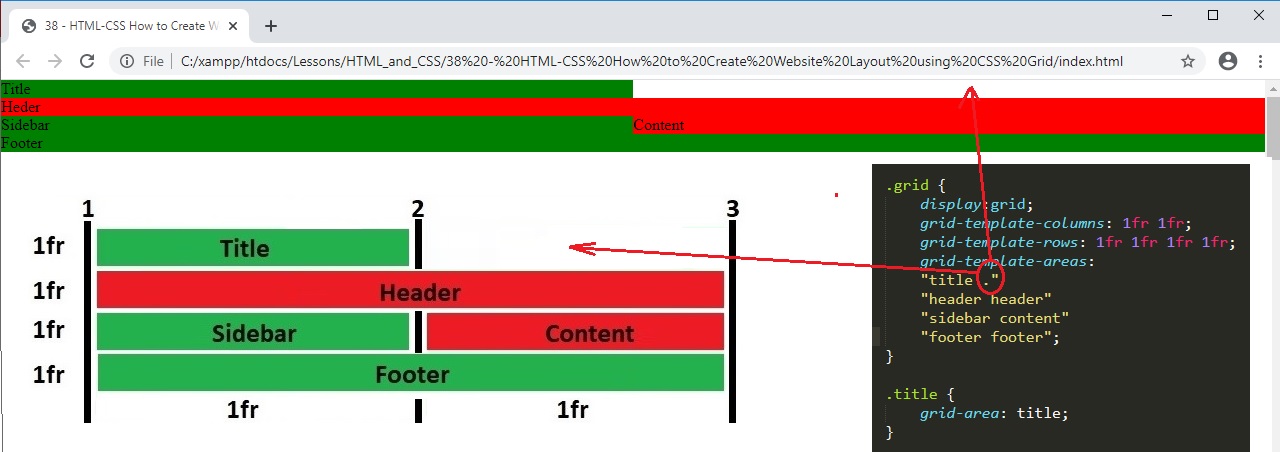 38 - HTML-CSS How to Create W
File
C:/xampp/htdocs/Lessons/HTML_and_CSS/38%20-%20HTML-CSS%20How%20to%20Create%20Website%20Layout%20using%20CSS%20Grid/index.html
Title
Heder
Sidebar Content
Footer
1 2 3
1fr Title
1fr Header
1fr Sidebar Content
1fr Footer
1fr 1fr
.grid {
display:grid;
grid-template-columns: 1fr 1fr;
grid-template-rows: 1fr 1fr 1fr 1fr;
grid-template-areas:
"title ."
"header header"
"sidebar content"
"footer footer";
}
.title {
grid-area: title;
}